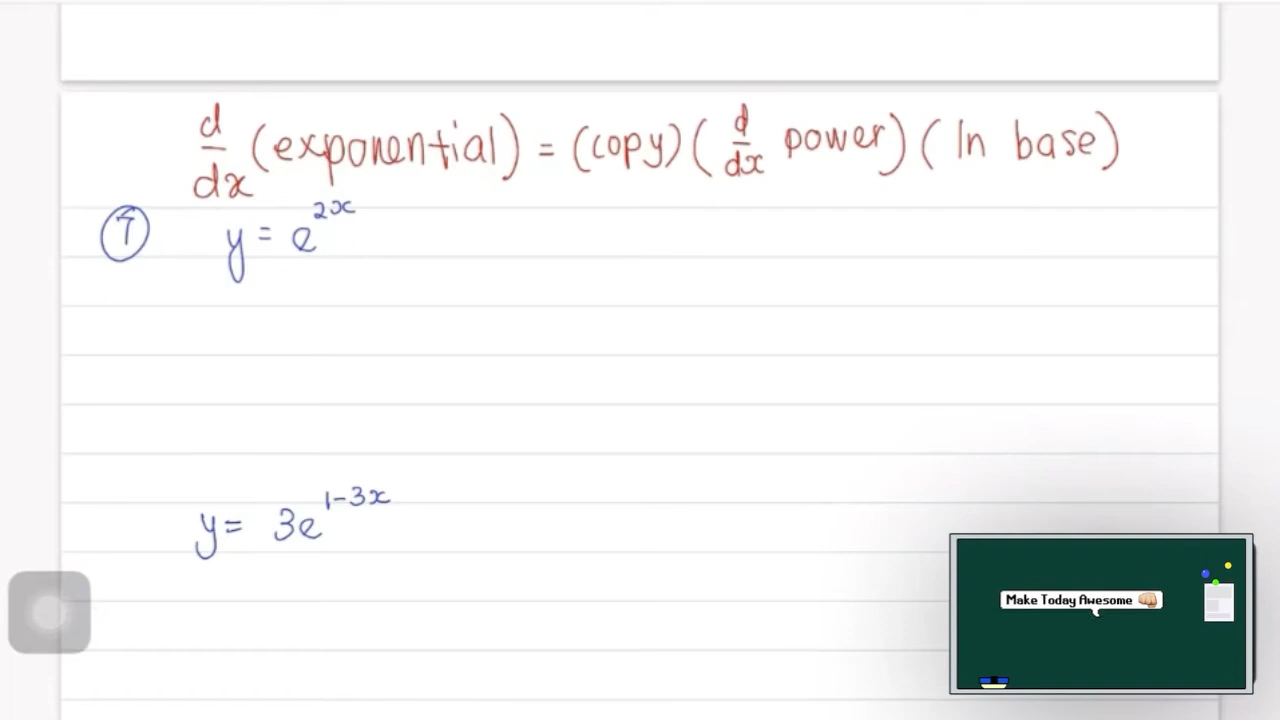 d/dx (exponential) = (copy) (d/dx power) (ln base)
⑦ y = e^{2x}
y = 3e^{1-3x}
Make Today Awesome 👊🏼